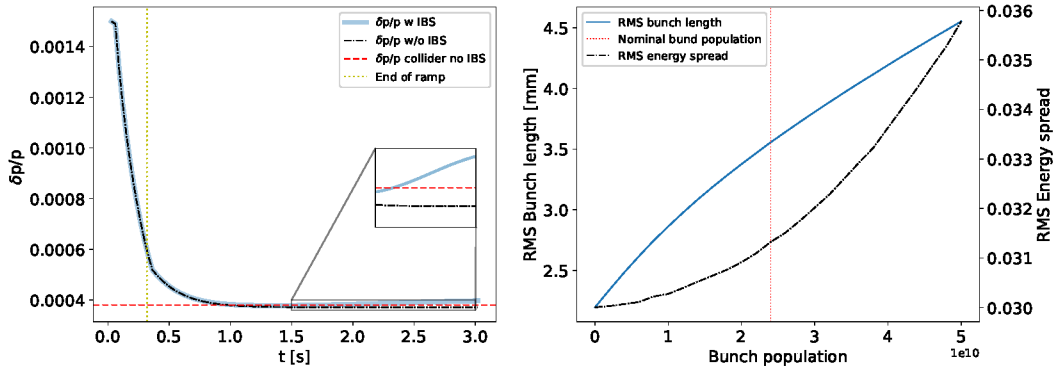 δp/p w IBS
δp/p w/o IBS
δp/p collider no IBS
End of ramp
0.0014
0.0012
0.0010
0.0008
0.0006
0.0004
δp/p
0.0
0.5
1.0
1.5
2.0
2.5
3.0
t [s]
RMS bunch length
Nominal bund population
RMS energy spread
4.5
4.0
3.5
3.0
2.5
RMS Bunch length [mm]
0.036
0.035
0.034
0.033
0.032
0.031
0.030
RMS Energy spread
0
1
2
3
4
5
1e10
Bunch population